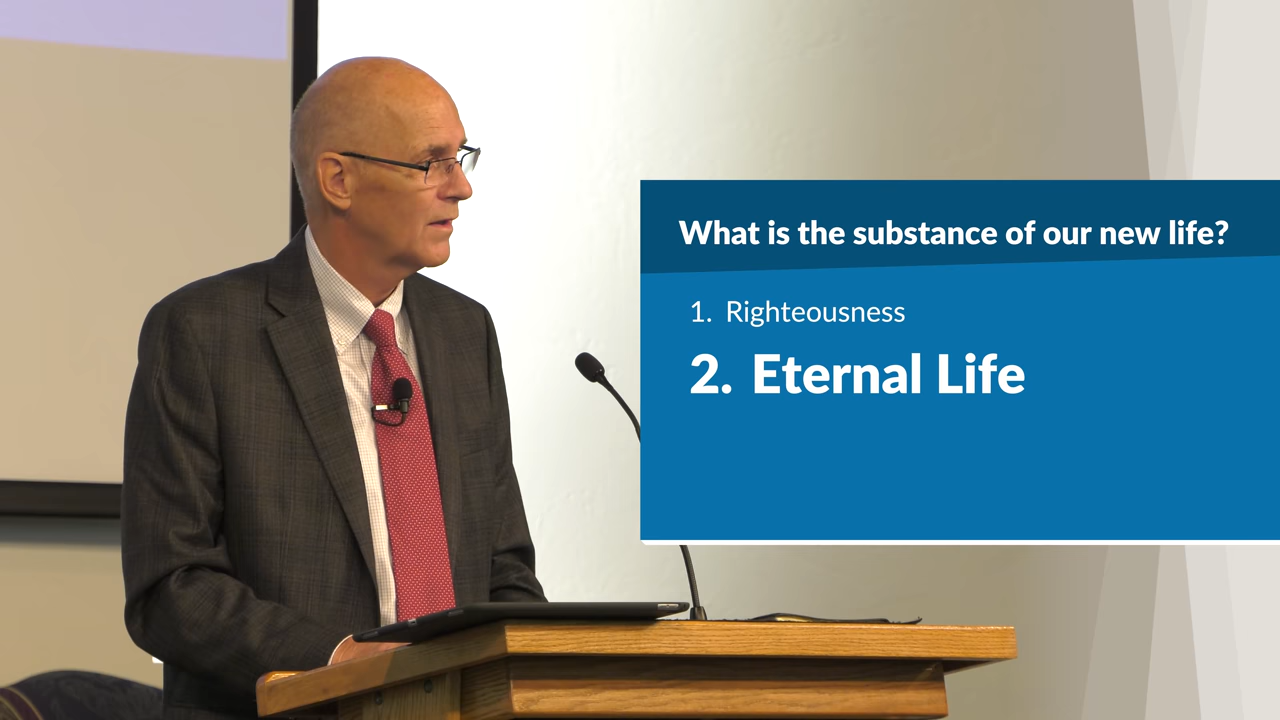 What is the substance of our new life?
1. Righteousness
2. Eternal Life